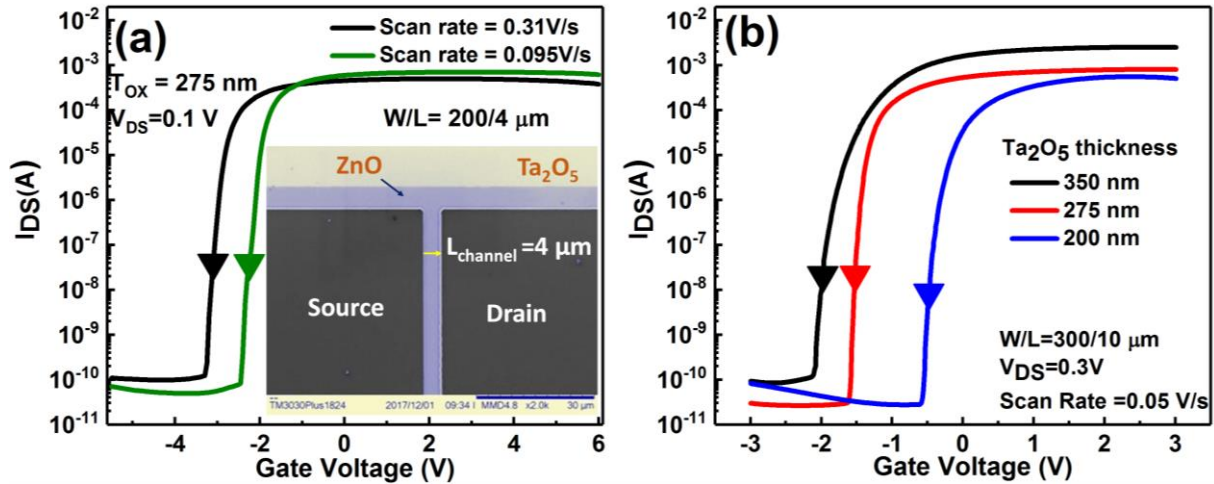 (a)
Scan rate = 0.31V/s
Scan rate = 0.095V/s
T_OX = 275 nm
V_DS=0.1 V
W/L= 200/4 μm
ZnO
Ta₂O₅
L_channel =4 μm
Source
Drain
TM3030Plus1824 2017/12/01 09:34 I MMD4.8 x2.0k 30 μm
I_DS(A)
10⁻²
10⁻³
10⁻⁴
10⁻⁵
10⁻⁶
10⁻⁷
10⁻⁸
10⁻⁹
10⁻¹⁰
10⁻¹¹
-4 -2 0 2 4 6
Gate Voltage (V)
(b)
Ta₂O₅ thickness
350 nm
275 nm
200 nm
W/L=300/10 μm
V_DS=0.3V
Scan Rate =0.05 V/s
I_DS(A)
10⁻²
10⁻³
10⁻⁴
10⁻⁵
10⁻⁶
10⁻⁷
10⁻⁸
10⁻⁹
10⁻¹⁰
10⁻¹¹
-3 -2 -1 0 1 2 3
Gate Voltage (V)